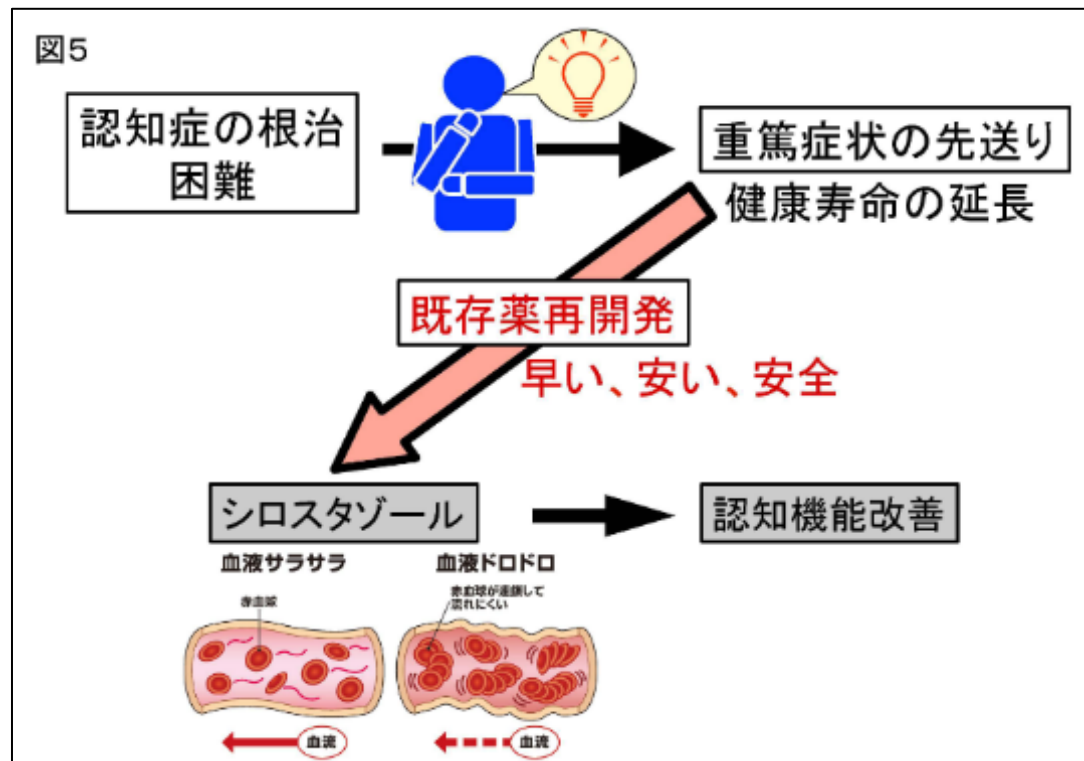 図5
認知症の根治
困難
重篤症状の先送り
健康寿命の延長
既存薬再開発
早い、安い、安全
シロスタゾール
認知機能改善
血液サラサラ
血液ドロドロ
赤血球
赤血球が連鎖して
流れにくい
血流
血流